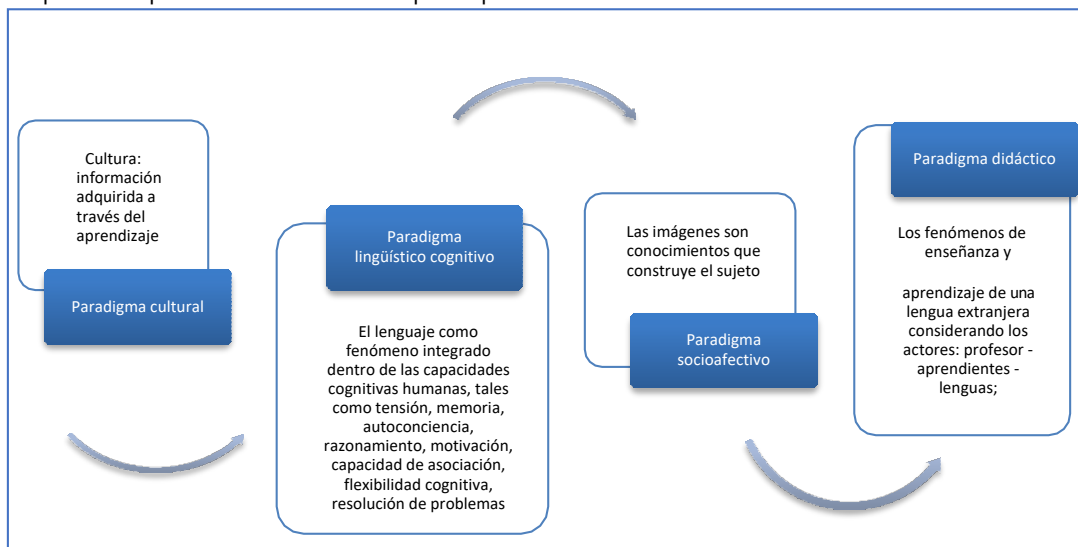 Cultura:
información
adquirida a
través del
aprendizaje
Paradigma cultural
Paradigma
lingüístico cognitivo
El lenguaje como
fenómeno integrado
dentro de las capacidades
cognitivas humanas, tales
como tensión, memoria,
autoconciencia,
razonamiento, motivación,
capacidad de asociación,
flexibilidad cognitiva,
resolución de problemas
Las imágenes son
conocimientos que
construye el sujeto
Paradigma
socioafectivo
Paradigma didáctico
Los fenómenos de
enseñanza y
aprendizaje de una
lengua extranjera
considerando los
actores: profesor -
aprendientes -
lenguas;